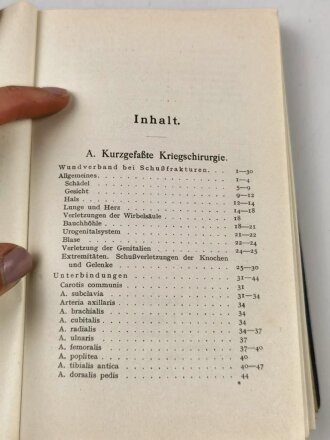 Inhalt.
A. Kurzgefaßte Kriegschirurgie.
Wundverband bei Schußfrakturen. . . . . . . . . . . 1—30
Allgemeines . . . . . . . . . . . . . . . . . . . . 1—4
Schädel . . . . . . . . . . . . . . . . . . . . 5—9
Gesicht . . . . . . . . . . . . . . . . . . . . 9—12
Hals . . . . . . . . . . . . . . . . . . . . . 12—14
Lunge und Herz . . . . . . . . . . . . . . . . 14—18
Verletzungen der Wirbelsäule . . . . . . . . . . 18
Bauchhöhle . . . . . . . . . . . . . . . . . . 18—21
Urogenitalsystem . . . . . . . . . . . . . . . 21—22
Blase . . . . . . . . . . . . . . . . . . . . . 22—24
Verletzung der Genitalien . . . . . . . . . . . 24—25
Extremitäten. Schußverletzungen der Knochen
und Gelenke . . . . . . . . . . . . . . . . 25—30
Unterbindungen . . . . . . . . . . . . . . . . . 31—44
Carotis communis . . . . . . . . . . . . . . . 31
A. subclavia . . . . . . . . . . . . . . . . . 31—34
Arteria axillaris . . . . . . . . . . . . . . . 34
A. brachialis . . . . . . . . . . . . . . . . . 34
A. cubitalis . . . . . . . . . . . . . . . . . 34
A. radialis . . . . . . . . . . . . . . . . . . 34—37
A. ulnaris . . . . . . . . . . . . . . . . . . 37
A. femoralis . . . . . . . . . . . . . . . . . 37—40
A. poplitea . . . . . . . . . . . . . . . . . . 40
A. tibialis antica . . . . . . . . . . . . . . 40—47
A. dorsalis pedis . . . . . . . . . . . . . . . 44
*